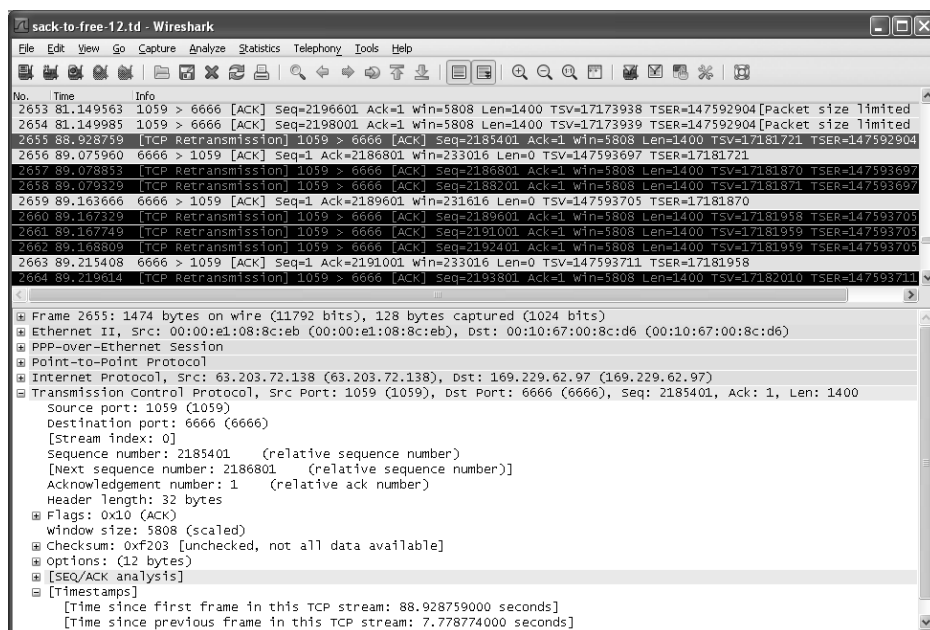 sack-to-free-12.td - Wireshark
File Edit View Go Capture Analyze Statistics Telephony Tools Help
No. Time Info
2653 81.149563 1059 > 6666 [ACK] Seq=2196601 Ack=1 Win=5808 Len=1400 TSV=17173938 TSER=147592904[Packet size limited
2654 81.149985 1059 > 6666 [ACK] Seq=2198001 Ack=1 Win=5808 Len=1400 TSV=17173939 TSER=147592904[Packet size limited
2655 88.928759 [TCP Retransmission] 1059 > 6666 [ACK] Seq=2185401 Ack=1 Win=5808 Len=1400 TSV=17181721 TSER=147592904
2656 89.075960 6666 > 1059 [ACK] Seq=1 Ack=2186801 Win=233016 Len=0 TSV=147593697 TSER=17181721
2657 89.078853 [TCP Retransmission] 1059 > 6666 [ACK] Seq=2186801 Ack=1 Win=5808 Len=1400 TSV=17181870 TSER=147593697
2658 89.079329 [TCP Retransmission] 1059 > 6666 [ACK] Seq=2188201 Ack=1 Win=5808 Len=1400 TSV=17181871 TSER=147593697
2659 89.163666 6666 > 1059 [ACK] Seq=1 Ack=2189601 Win=231616 Len=0 TSV=147593705 TSER=17181870
2660 89.167329 [TCP Retransmission] 1059 > 6666 [ACK] Seq=2189601 Ack=1 Win=5808 Len=1400 TSV=17181958 TSER=147593705
2661 89.167749 [TCP Retransmission] 1059 > 6666 [ACK] Seq=2191001 Ack=1 Win=5808 Len=1400 TSV=17181959 TSER=147593705
2662 89.168809 [TCP Retransmission] 1059 > 6666 [ACK] Seq=2192401 Ack=1 Win=5808 Len=1400 TSV=17181959 TSER=147593705
2663 89.215408 6666 > 1059 [ACK] Seq=1 Ack=2191001 Win=233016 Len=0 TSV=147593711 TSER=17181958
2664 89.219614 [TCP Retransmission] 1059 > 6666 [ACK] Seq=2193801 Ack=1 Win=5808 Len=1400 TSV=17182010 TSER=147593711
Frame 2655: 1474 bytes on wire (11792 bits), 128 bytes captured (1024 bits)
Ethernet II, Src: 00:00:e1:08:8c:eb (00:00:e1:08:8c:eb), Dst: 00:10:67:00:8c:d6 (00:10:67:00:8c:d6)
PPP-over-Ethernet Session
Point-to-Point Protocol
Internet Protocol, Src: 63.203.72.138 (63.203.72.138), Dst: 169.229.62.97 (169.229.62.97)
Transmission Control Protocol, Src Port: 1059 (1059), Dst Port: 6666 (6666), Seq: 2185401, Ack: 1, Len: 1400
Source port: 1059 (1059)
Destination port: 6666 (6666)
[Stream index: 0]
Sequence number: 2185401 (relative sequence number)
[Next sequence number: 2186801 (relative sequence number)]
Acknowledgement number: 1 (relative ack number)
Header length: 32 bytes
Flags: 0x10 (ACK)
Window size: 5808 (scaled)
Checksum: 0xf203 [unchecked, not all data available]
Options: (12 bytes)
[SEQ/ACK analysis]
[Timestamps]
[Time since first frame in this TCP stream: 88.928759000 seconds]
[Time since previous frame in this TCP stream: 7.778774000 seconds]